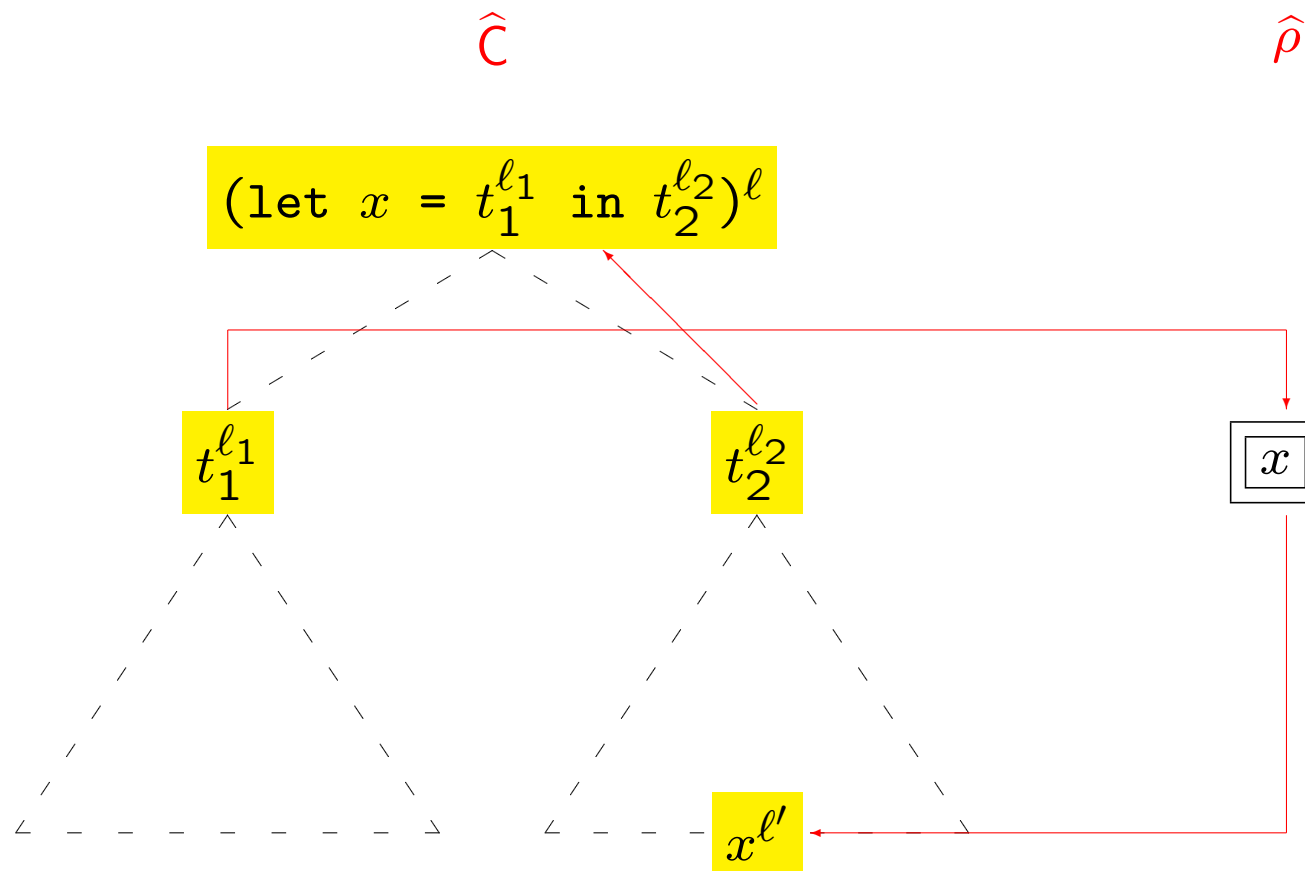 Ĉ ρ̂
(let x = t₁^ℓ₁ in t₂^ℓ₂)^ℓ
t₁^ℓ₁ t₂^ℓ₂ x
x^ℓ′